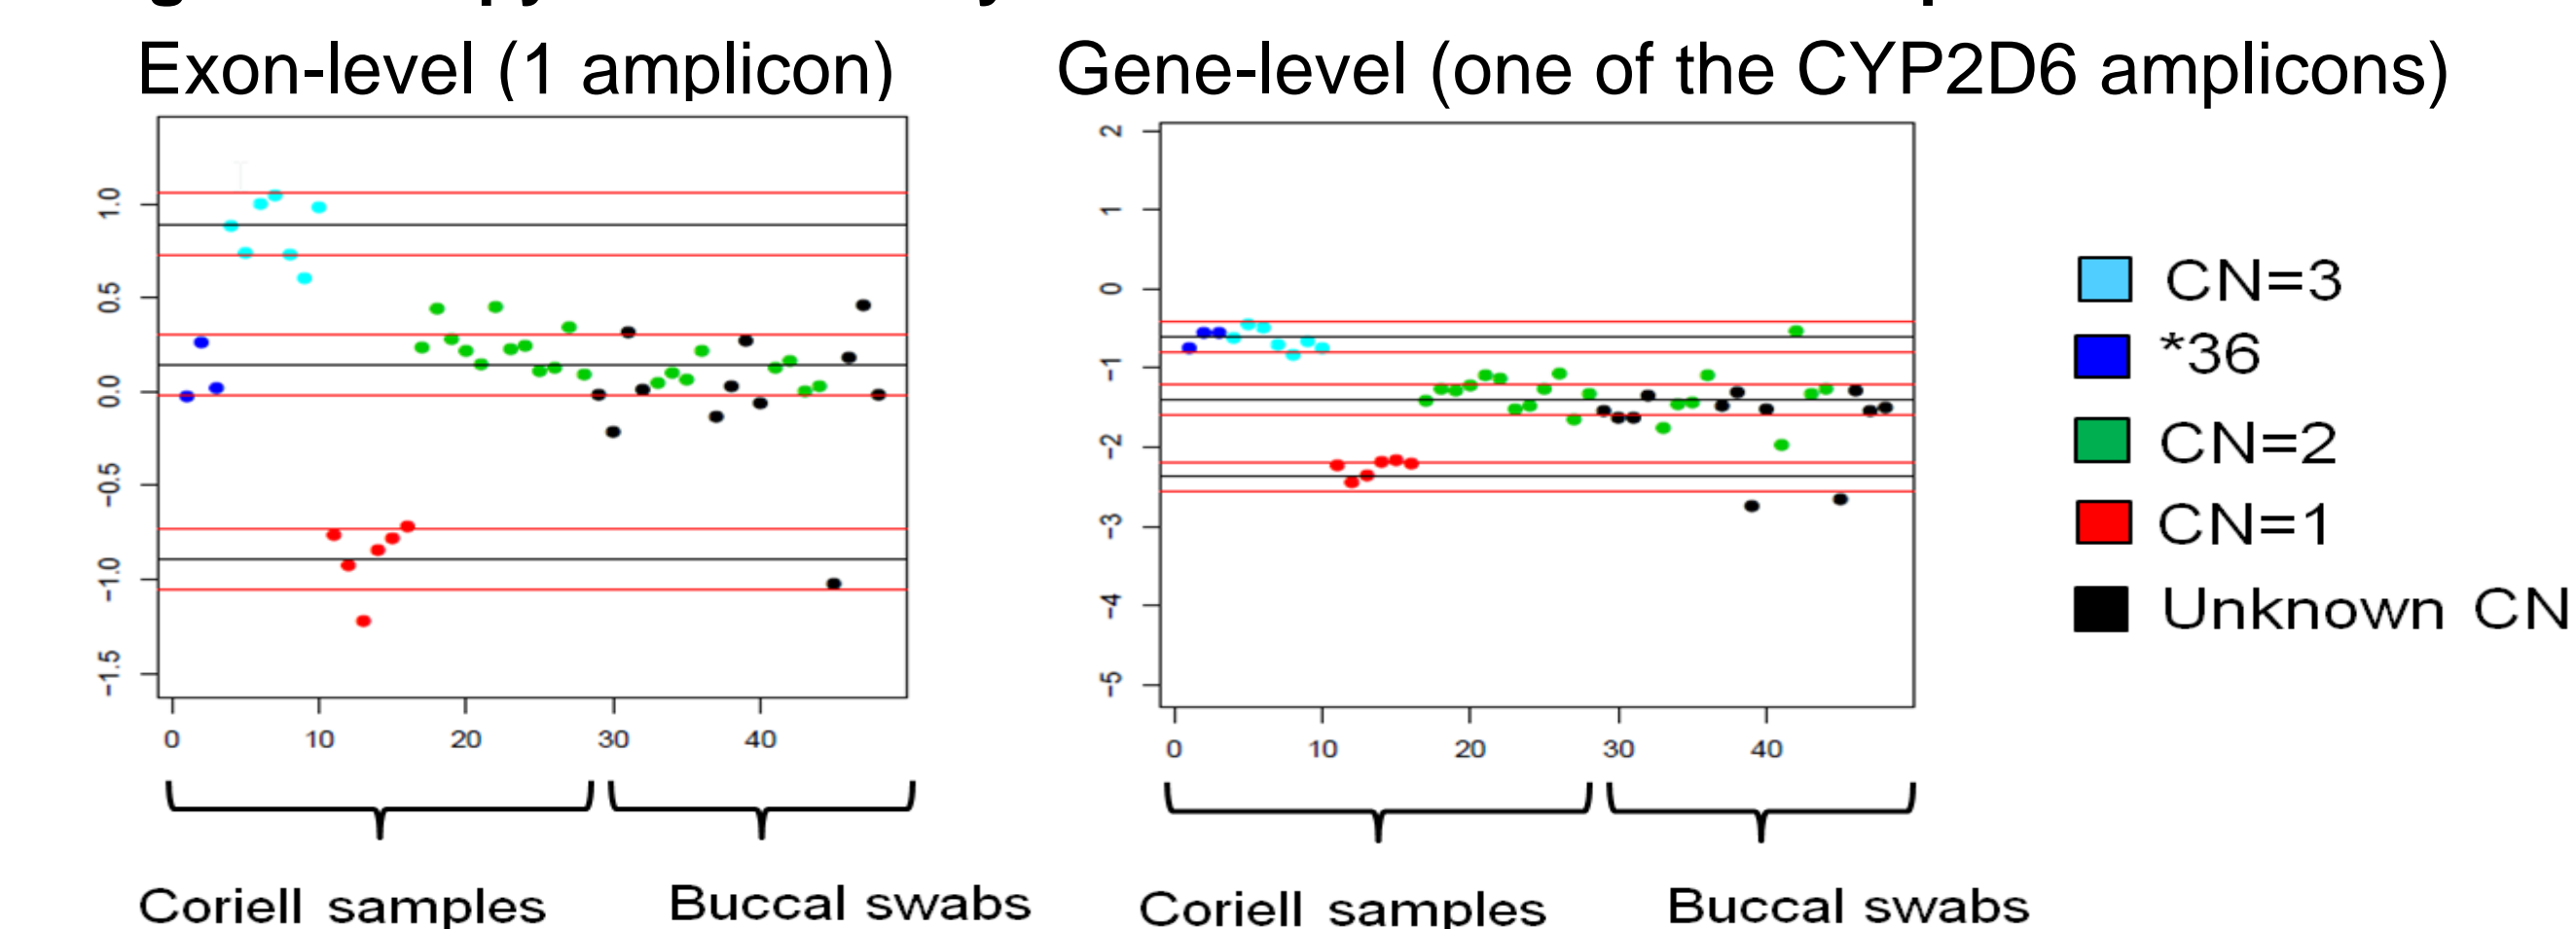 Exon-level (1 amplicon)
1.0
0.5
0.0
-0.5
-1.0
-1.5
0 10 20 30 40
Coriell samples Buccal swabs
Gene-level (one of the CYP2D6 amplicons)
2
1
0
-1
-2
-3
-4
-5
0 10 20 30 40
Coriell samples Buccal swabs
CN=3
*36
CN=2
CN=1
Unknown CN